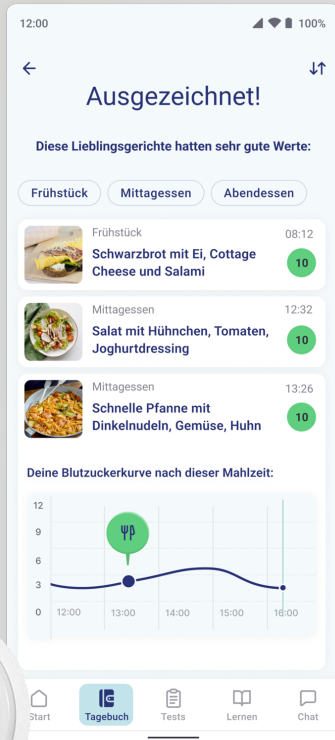 12:00
100%
Ausgezeichnet!
Diese Lieblingsgerichte hatten sehr gute Werte:
Frühstück
Mittagessen
Abendessen
Frühstück
08:12
Schwarzbrot mit Ei, Cottage
Cheese und Salami
10
Mittagessen
12:32
Salat mit Hühnchen, Tomaten,
Joghurtdressing
10
Mittagessen
13:26
Schnelle Pfanne mit
Dinkelnudeln, Gemüse, Huhn
10
Deine Blutzuckerkurve nach dieser Mahlzeit:
12
9
6
3
0
12:00
13:00
14:00
15:00
16:00
Start
Tagebuch
Tests
Lernen
Chat